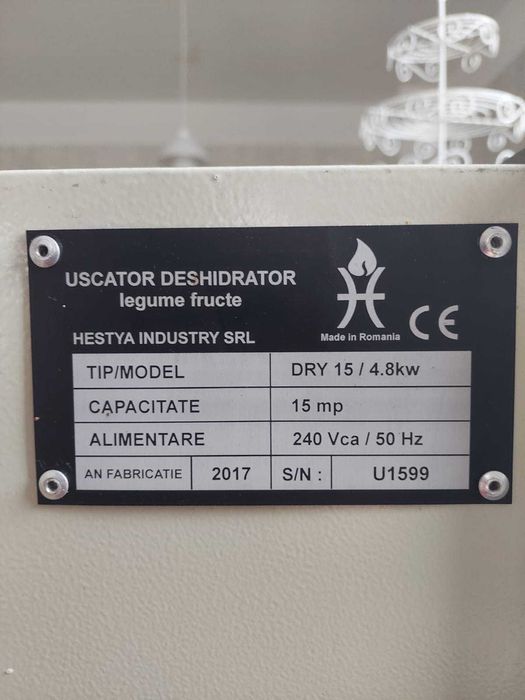 USCATOR DESHIDRATOR
legume fructe
HESTYA INDUSTRY SRL
Made in Romania
CE
TIP/MODEL DRY 15 / 4.8kw
CAPACITATE 15 mp
ALIMENTARE 240 Vca / 50 Hz
AN FABRICATIE 2017 S/N : U1599